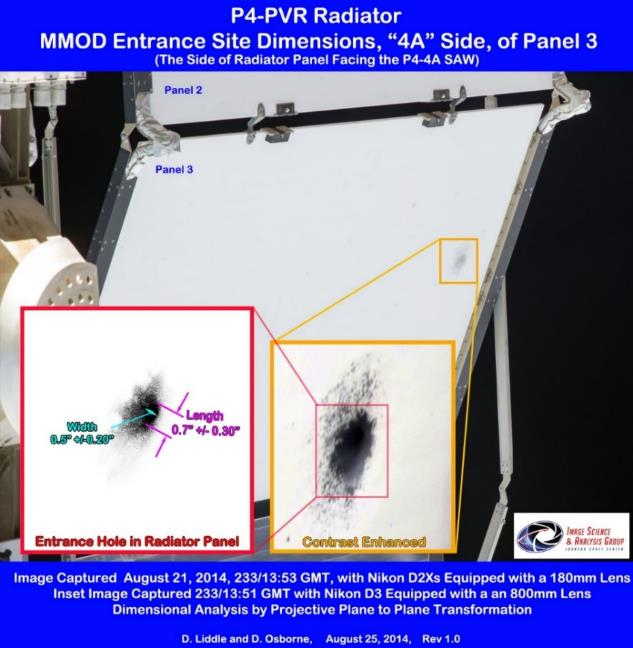 P4-PVR Radiator
MMOD Entrance Site Dimensions, “4A” Side, of Panel 3
(The Side of Radiator Panel Facing the P4-4A SAW)
Panel 2
Panel 3
Width
0.5" +/-0.20"
Length
0.7" +/- 0.30"
Entrance Hole in Radiator Panel
Contrast Enhanced
IMAGE SCIENCE
& ANALYSIS GROUP
JOHNSON SPACE CENTER
Image Captured August 21, 2014, 233/13:53 GMT, with Nikon D2Xs Equipped with a 180mm Lens
Inset Image Captured 233/13:51 GMT with Nikon D3 Equipped with a an 800mm Lens
Dimensional Analysis by Projective Plane to Plane Transformation
D. Liddle and D. Osborne, August 25, 2014, Rev 1.0